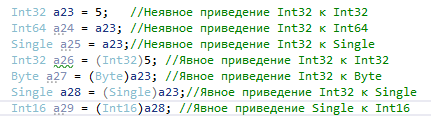 Int32 a23 = 5;   //Неявное приведение Int32 к Int32
Int64 a24 = a23; //Неявное приведение Int32 к Int64
Single a25 = a23;//Неявное приведение Int32 к Single
Int32 a26 = (Int32)5; //Явное приведение Int32 к Int32
Byte a27 = (Byte)a23; //Явное приведение Int32 к Byte
Single a28 = (Single)a23;//Явное приведение Int32 к Single
Int16 a29 = (Int16)a28; //Явное приведение Single к Int16